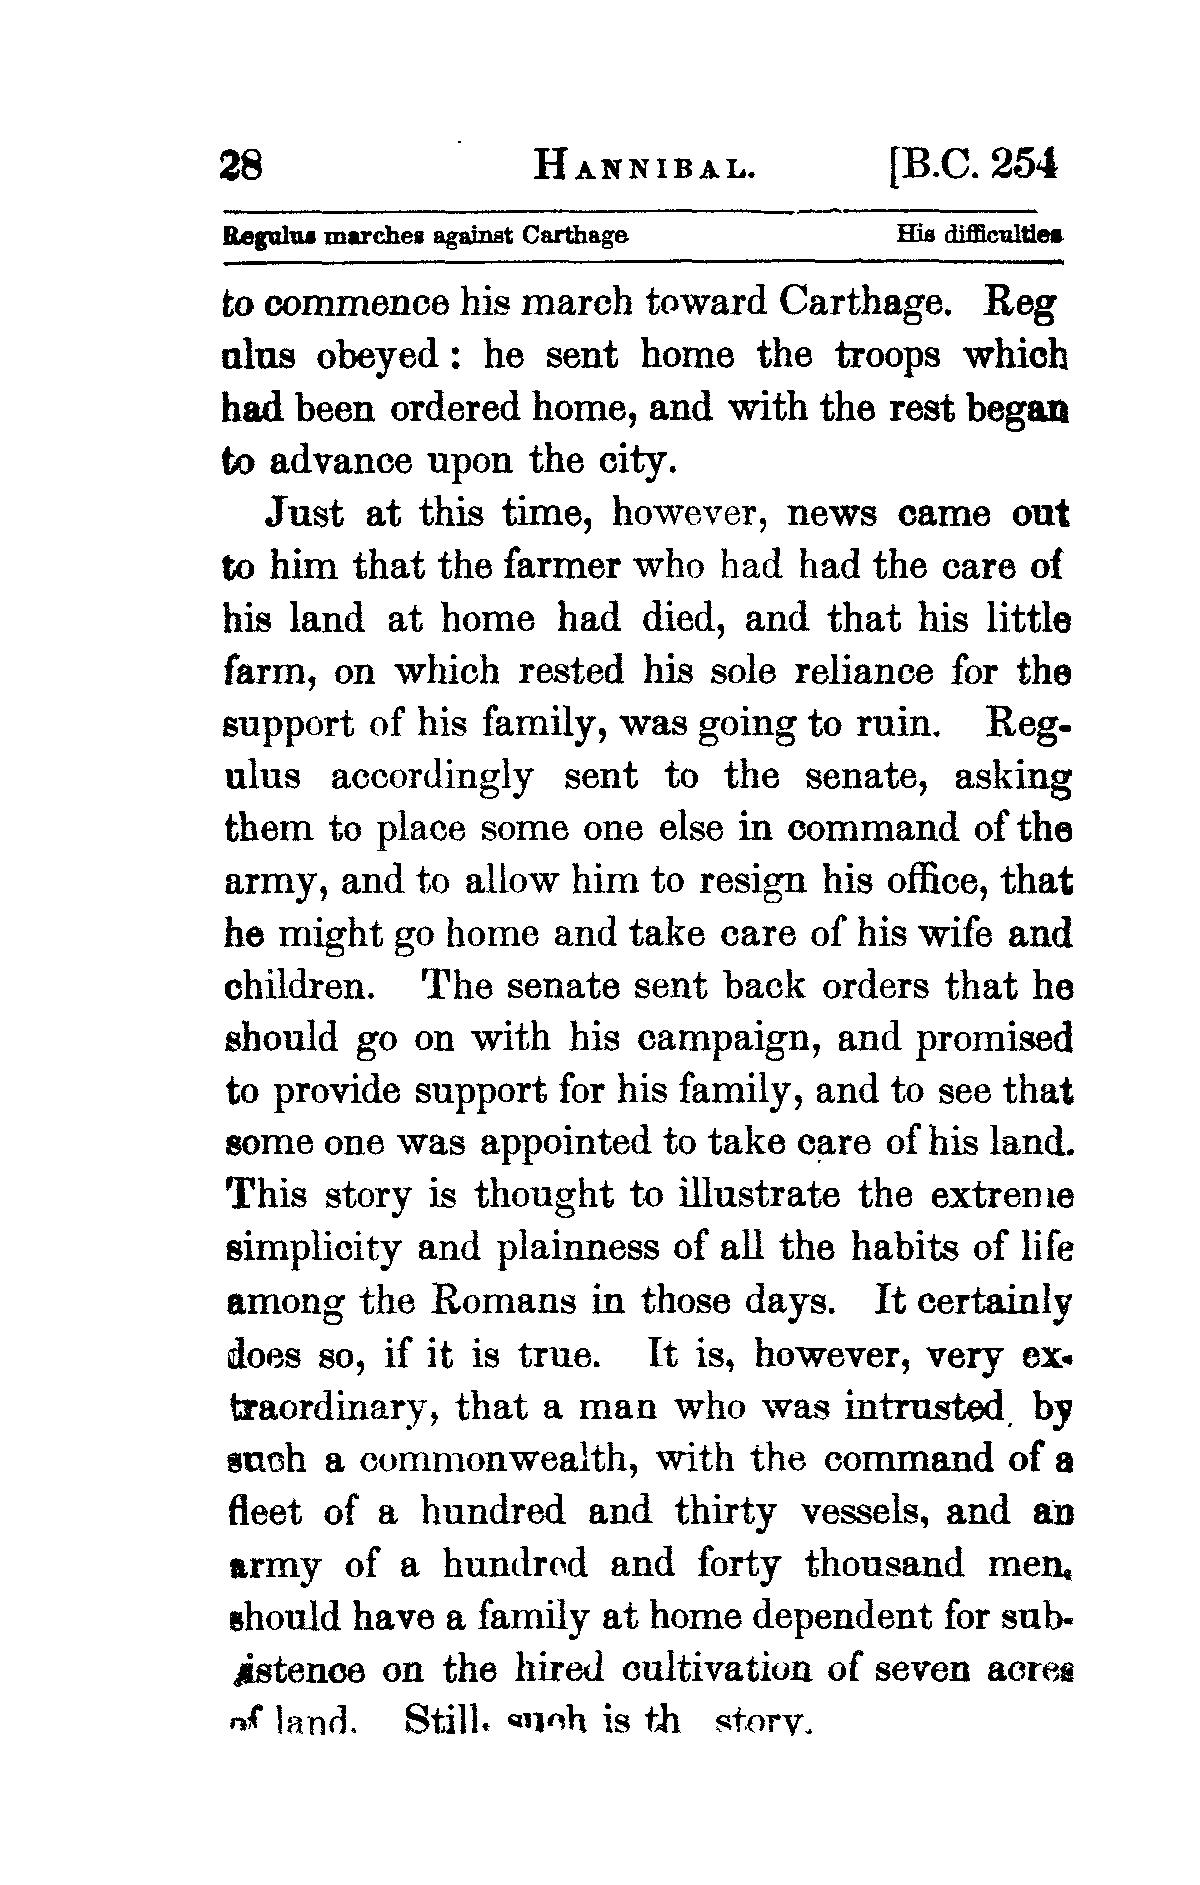 28 HANNIBAL. [B.C. 254
Regulus marches against Carthage His difficulties
to commence his march toward Carthage. Reg
ulus obeyed : he sent home the troops which
had been ordered home, and with the rest began
to advance upon the city.
Just at this time, however, news came out
to him that the farmer who had had the care of
his land at home had died, and that his little
farm, on which rested his sole reliance for the
support of his family, was going to ruin. Reg-
ulus accordingly sent to the senate, asking
them to place some one else in command of the
army, and to allow him to resign his office, that
he might go home and take care of his wife and
children. The senate sent back orders that he
should go on with his campaign, and promised
to provide support for his family, and to see that
some one was appointed to take care of his land.
This story is thought to illustrate the extreme
simplicity and plainness of all the habits of life
among the Romans in those days. It certainly
does so, if it is true. It is, however, very ex-
traordinary, that a man who was intrusted, by
such a commonwealth, with the command of a
fleet of a hundred and thirty vessels, and an
army of a hundred and forty thousand men,
should have a family at home dependent for sub-
sistence on the hired cultivation of seven acres
of land. Still, such is th story.